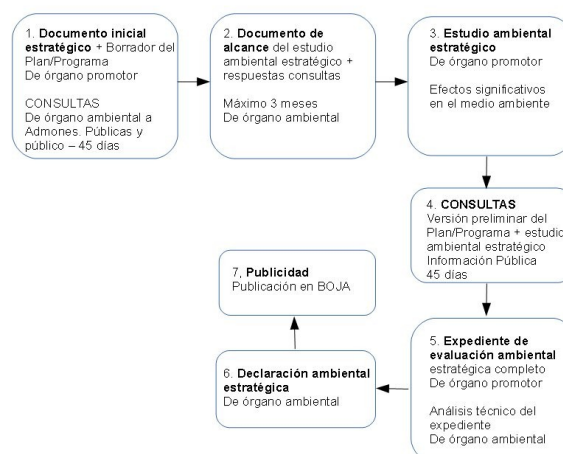 1. Documento inicial
estratégico + Borrador del
Plan/Programa
De órgano promotor
CONSULTAS
De órgano ambiental a
Admones. Públicas y
público – 45 días
2. Documento de
alcance del estudio
ambiental estratégico +
respuestas consultas
Máximo 3 meses
De órgano ambiental
3. Estudio ambiental
estratégico
De órgano promotor
Efectos significativos
en el medio ambiente
4. CONSULTAS
Versión preliminar del
Plan/Programa + estudio
ambiental estratégico
Información Pública
45 días
5. Expediente de
evaluación ambiental
estratégica completo
De órgano promotor
Análisis técnico del
expediente
De órgano ambiental
6. Declaración ambiental
estratégica
De órgano ambiental
7, Publicidad
Publicación en BOJA